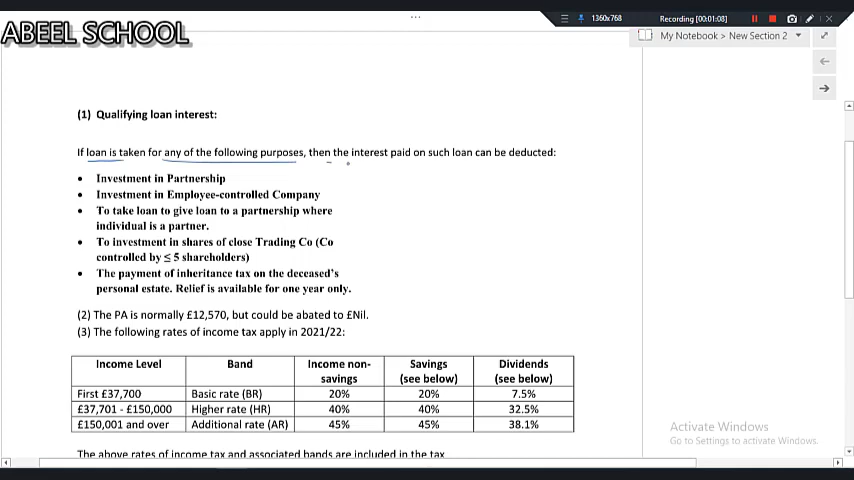 1360x768
Recording [00:01:08]
ABEEL SCHOOL
My Notebook > New Section 2
(1) Qualifying loan interest:
If loan is taken for any of the following purposes, then the interest paid on such loan can be deducted:
• Investment in Partnership
• Investment in Employee-controlled Company
• To take loan to give loan to a partnership where
individual is a partner.
• To investment in shares of close Trading Co (Co
controlled by ≤ 5 shareholders)
• The payment of inheritance tax on the deceased's
personal estate. Relief is available for one year only.
(2) The PA is normally £12,570, but could be abated to £Nil.
(3) The following rates of income tax apply in 2021/22:
Income Level Band Income non- Savings Dividends
savings (see below) (see below)
First £37,700 Basic rate (BR) 20% 20% 7.5%
£37,701 - £150,000 Higher rate (HR) 40% 40% 32.5%
£150,001 and over Additional rate (AR) 45% 45% 38.1%
Activate Windows
Go to Settings to activate Windows.
The above rates of income tax and associated bands are included in the tax